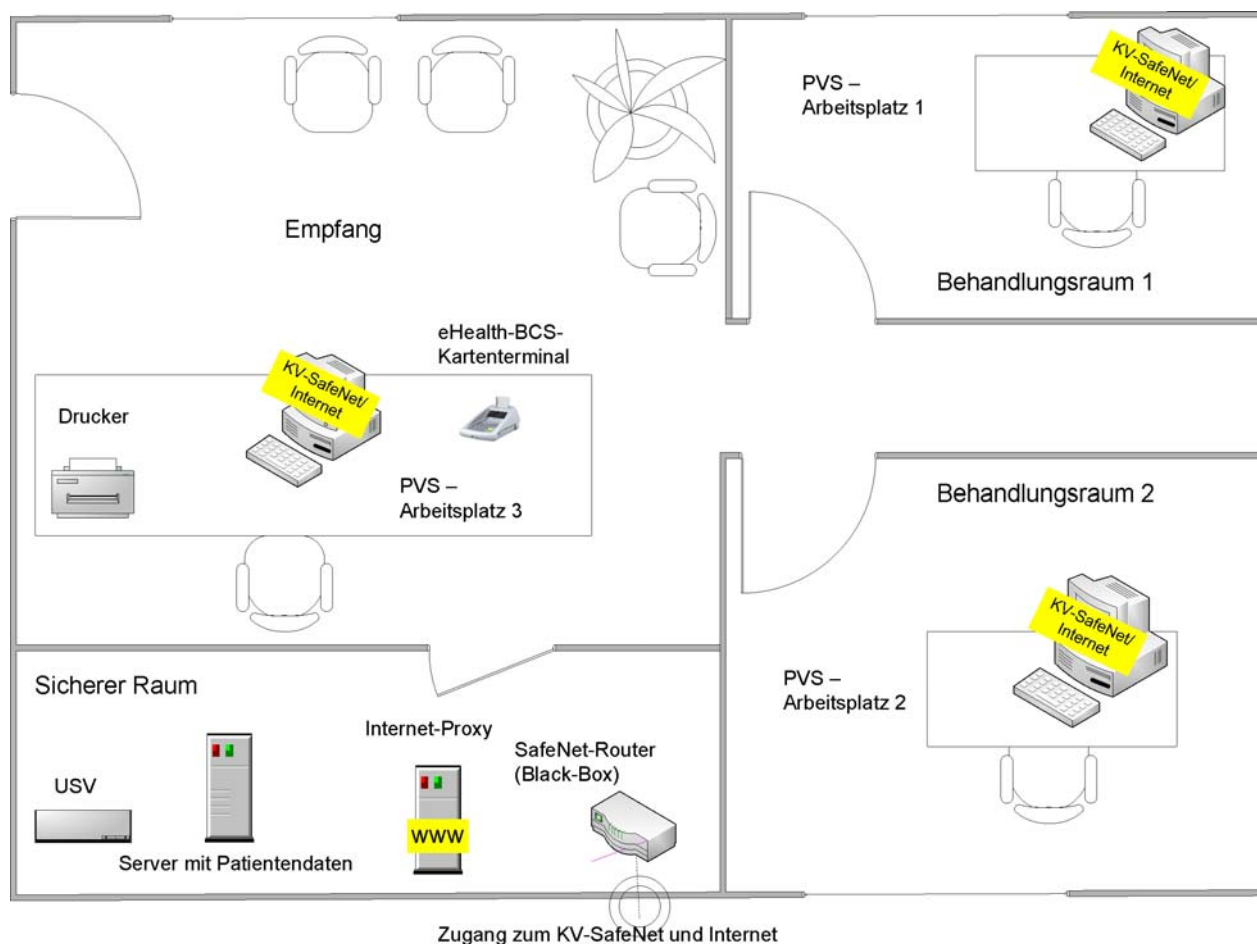 KV-SafeNet/
Internet
PVS –
Arbeitsplatz 1
Empfang
Behandlungsraum 1
eHealth-BCS-
Kartenterminal
KV-SafeNet/
Internet
Drucker
PVS –
Arbeitsplatz 3
Behandlungsraum 2
KV-SafeNet/
Internet
PVS –
Arbeitsplatz 2
Sicherer Raum
Internet-Proxy
SafeNet-Router
(Black-Box)
USV
WWW
Server mit Patientendaten
Zugang zum KV-SafeNet und Internet